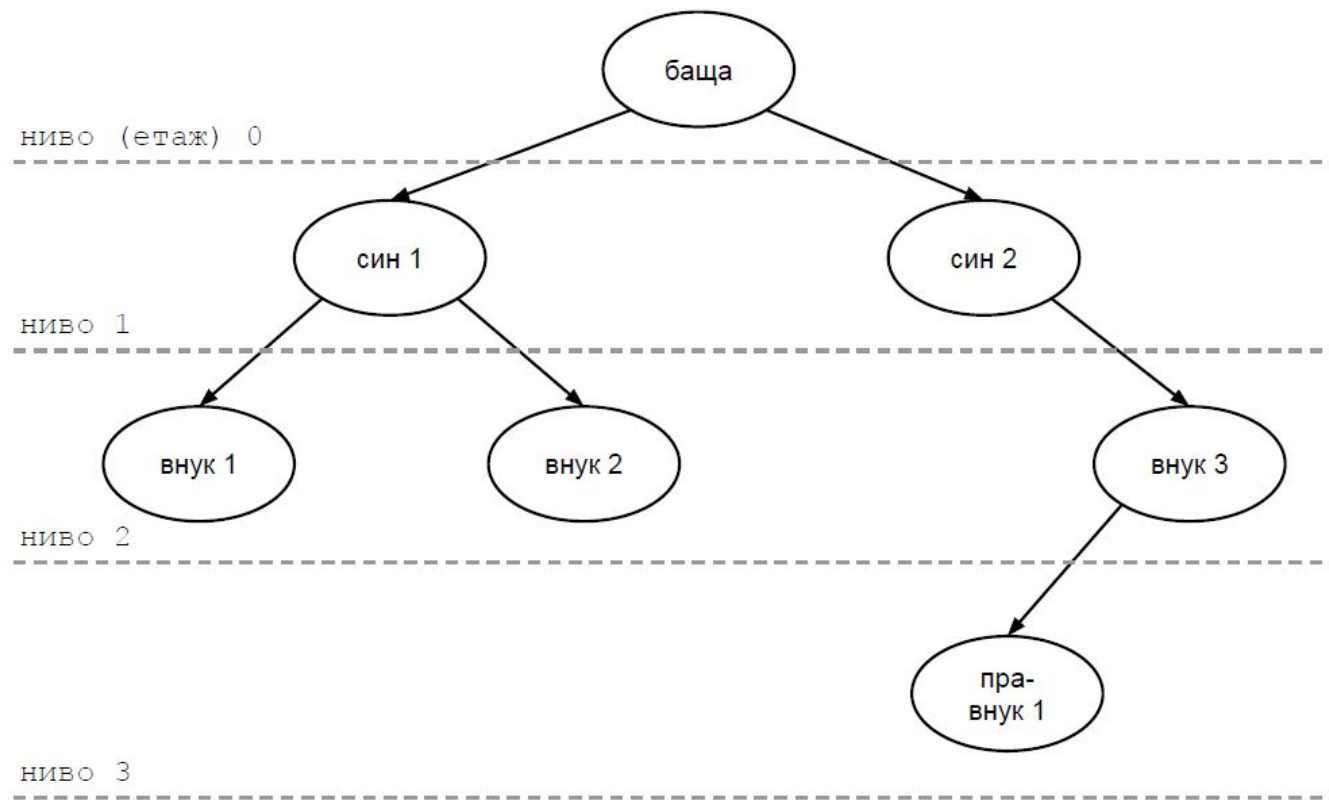 баща
ниво (етаж) 0
син 1
син 2
ниво 1
внук 1
внук 2
внук 3
ниво 2
пра-
внук 1
ниво 3